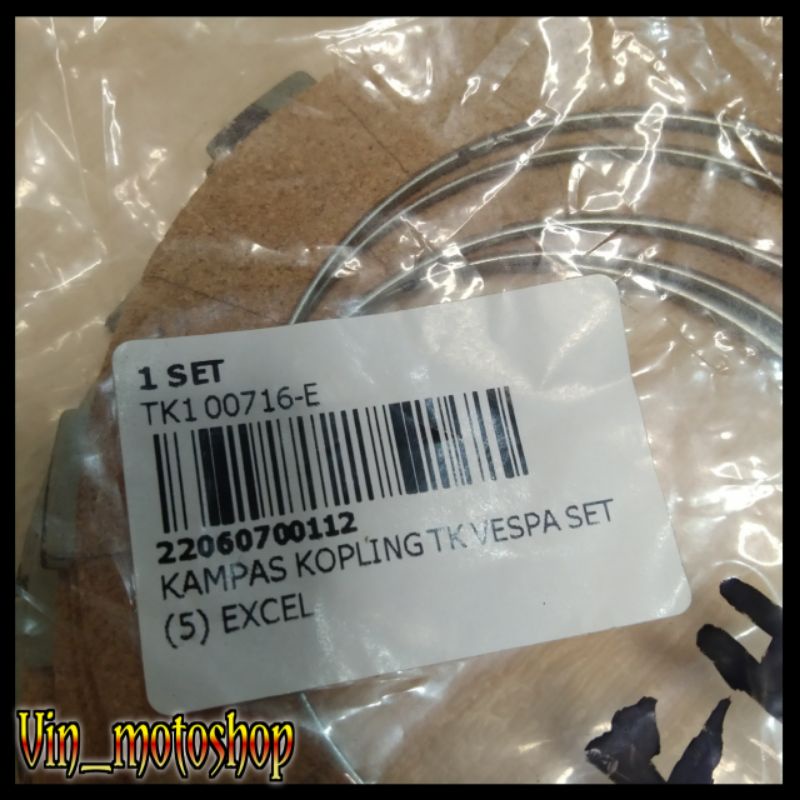 1 SET
TK1 00716-E
22060700112
KAMPAS KOPLING TK VESPA SET
(5) EXCEL
Vin_motoshop